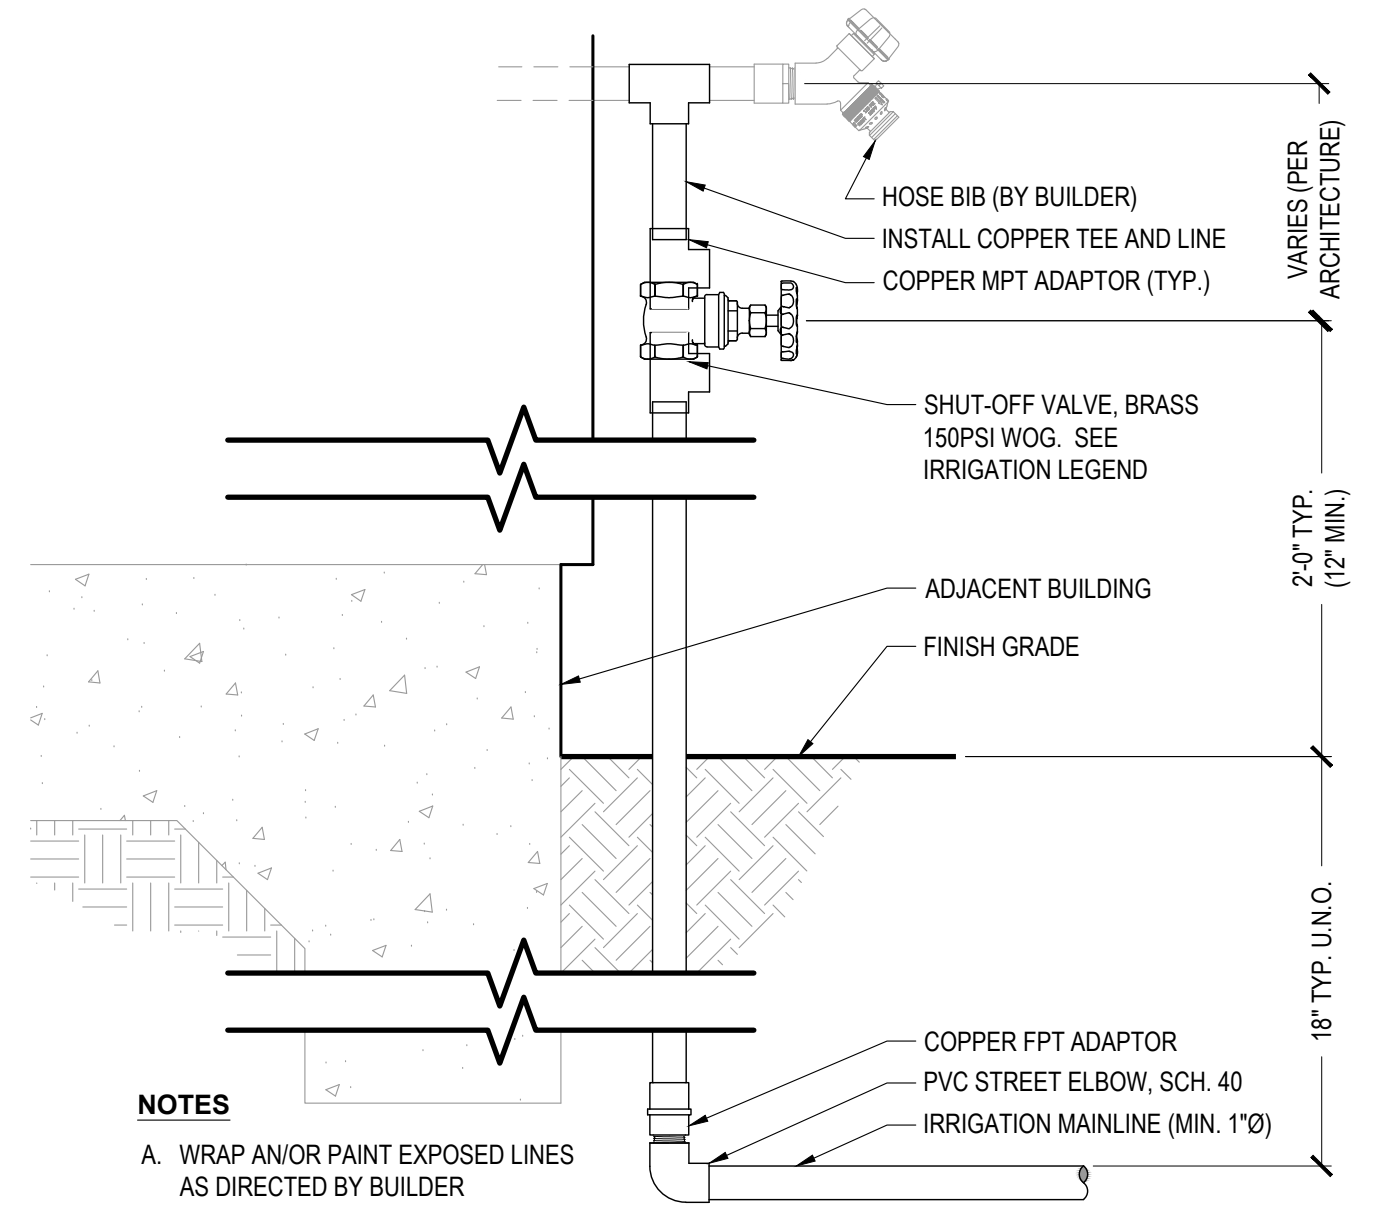 HOSE BIB (BY BUILDER)
INSTALL COPPER TEE AND LINE
COPPER MPT ADAPTOR (TYP.)
VARIES (PER
ARCHITECTURE)
SHUT-OFF VALVE, BRASS
150PSI WOG. SEE
IRRIGATION LEGEND
2'-0" TYP.
(12" MIN.)
ADJACENT BUILDING
FINISH GRADE
18" TYP. U.N.O.
COPPER FPT ADAPTOR
PVC STREET ELBOW, SCH. 40
IRRIGATION MAINLINE (MIN. 1"Ø)
NOTES
A. WRAP AN/OR PAINT EXPOSED LINES
AS DIRECTED BY BUILDER